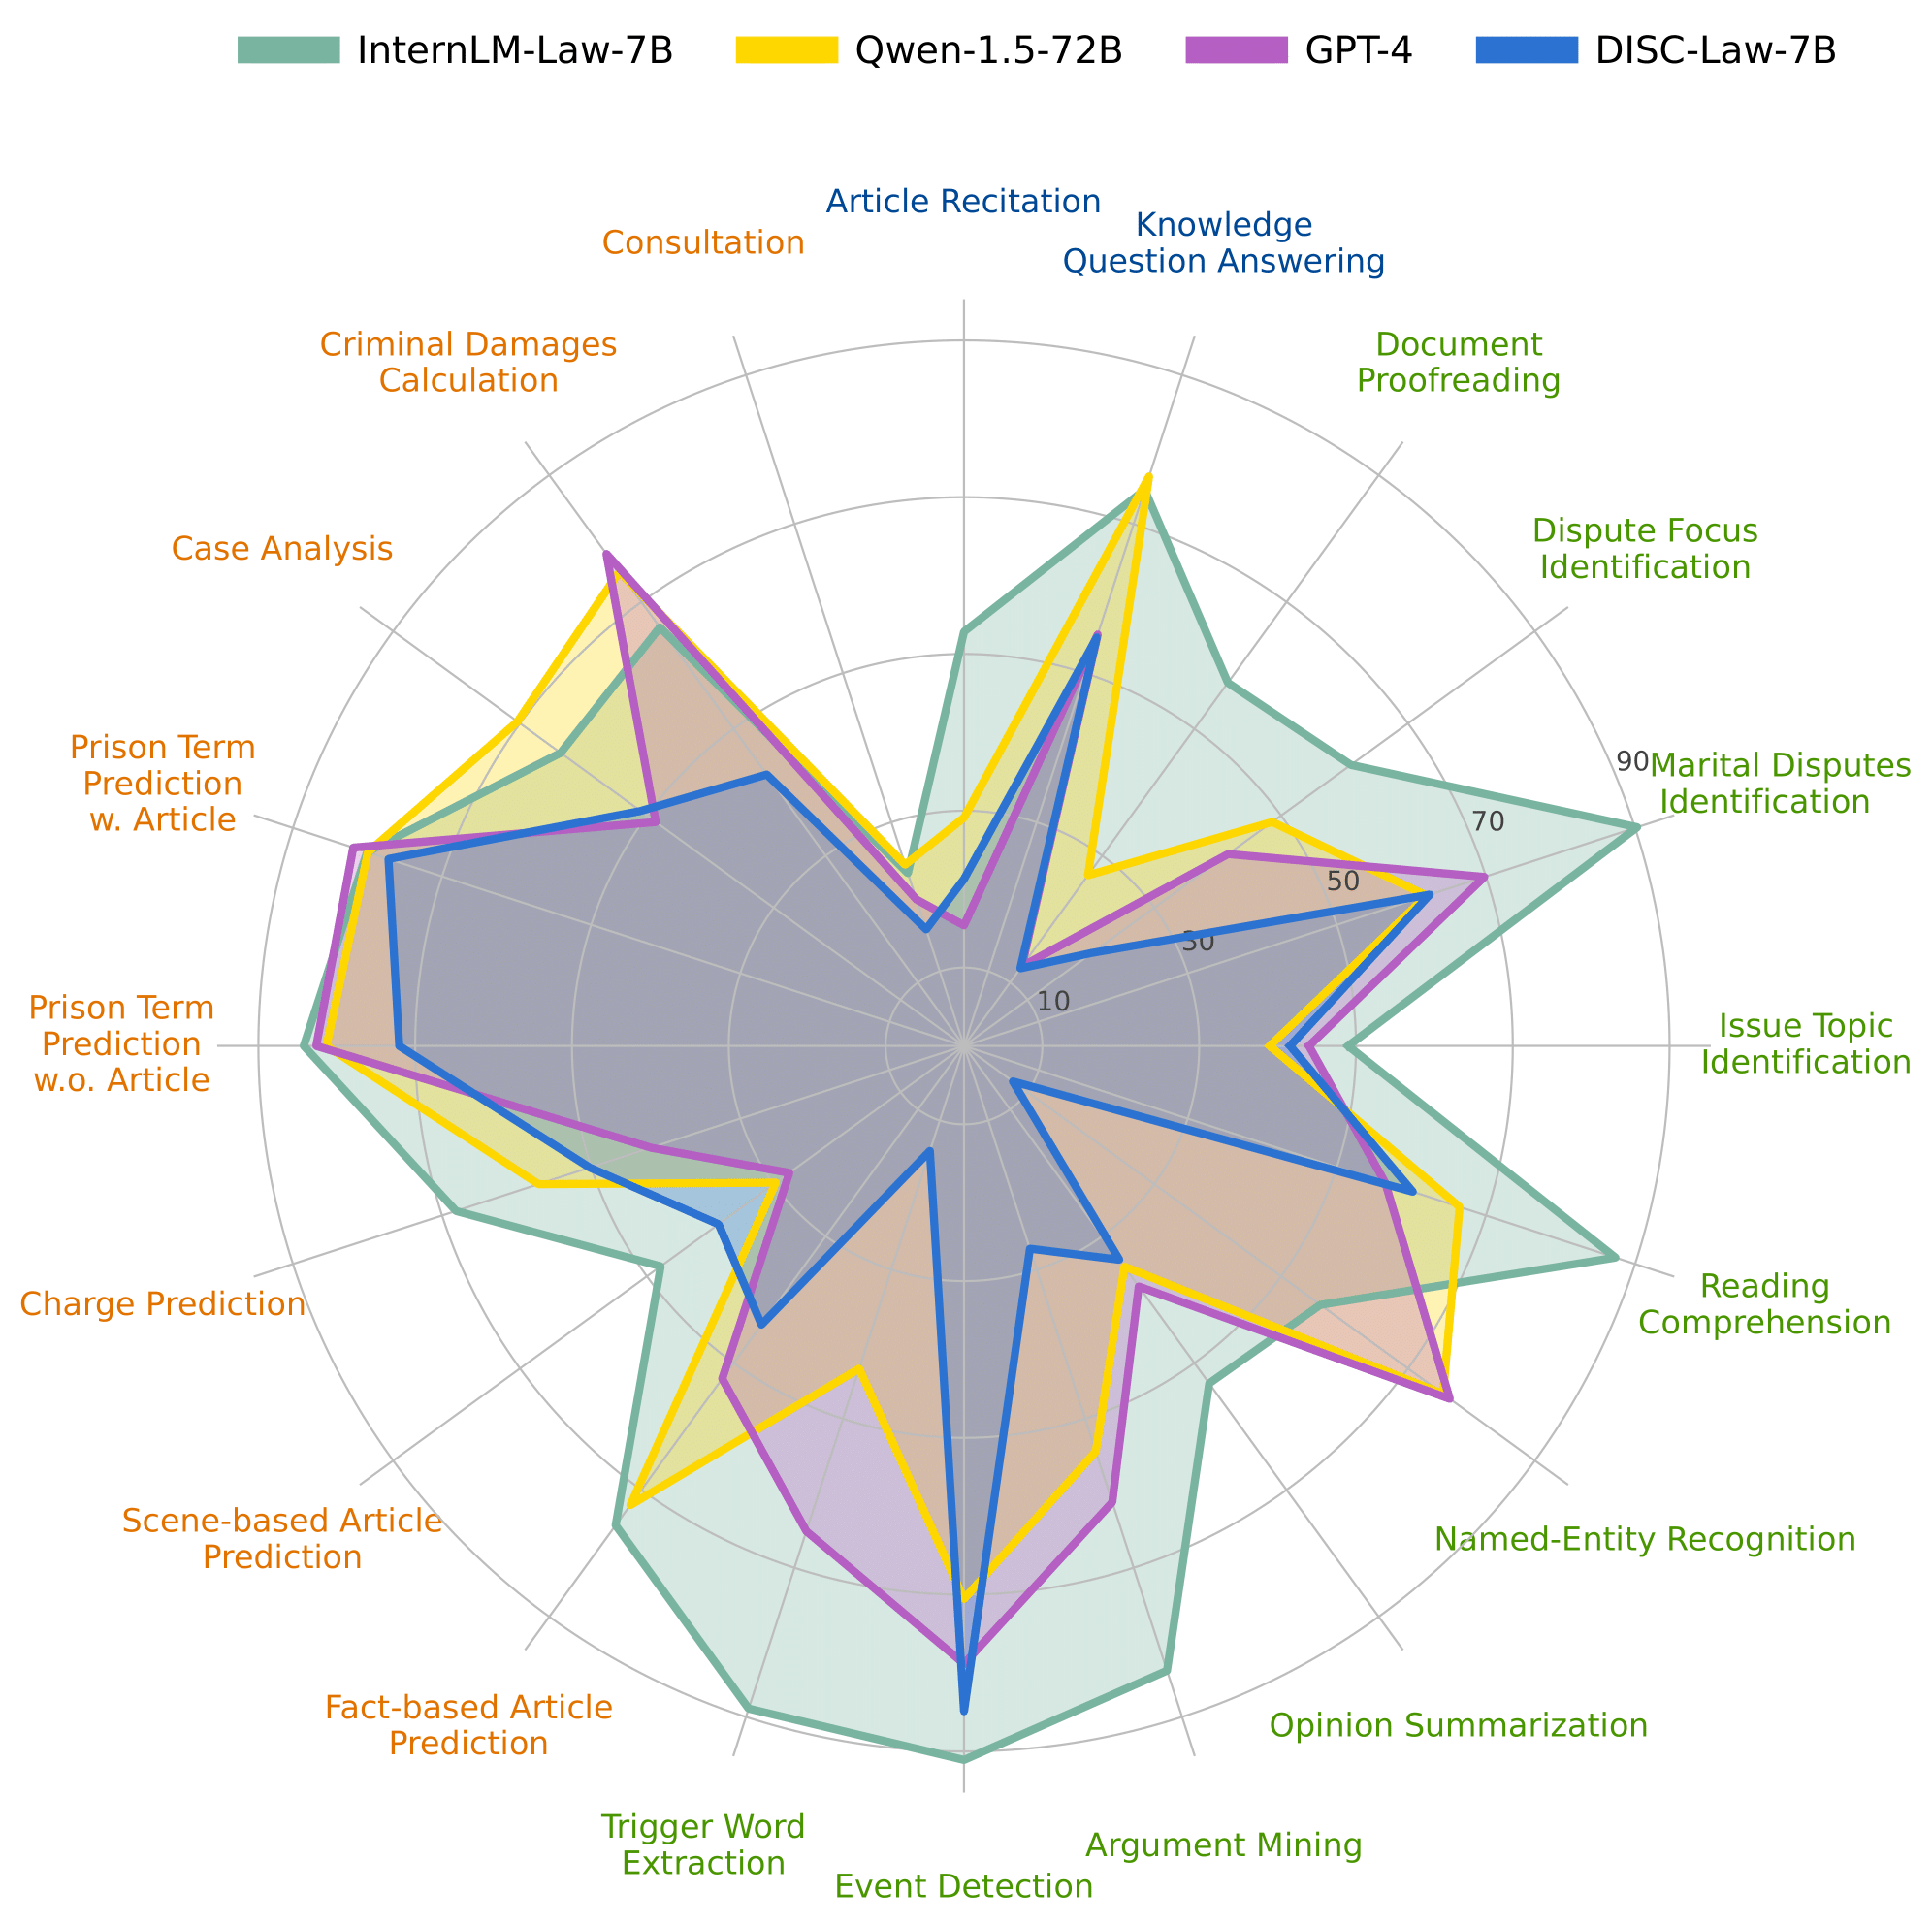 InternLM-Law-7B
Qwen-1.5-72B
GPT-4
DISC-Law-7B
Article Recitation
Knowledge
Question Answering
Document
Proofreading
Dispute Focus
Identification
Marital Disputes
Identification
Issue Topic
Identification
Reading
Comprehension
Named-Entity Recognition
Opinion Summarization
Argument Mining
Event Detection
Trigger Word
Extraction
Fact-based Article
Prediction
Scene-based Article
Prediction
Charge Prediction
Prison Term
Prediction
w.o. Article
Prison Term
Prediction
w. Article
Case Analysis
Criminal Damages
Calculation
Consultation
90
70
50
30
10